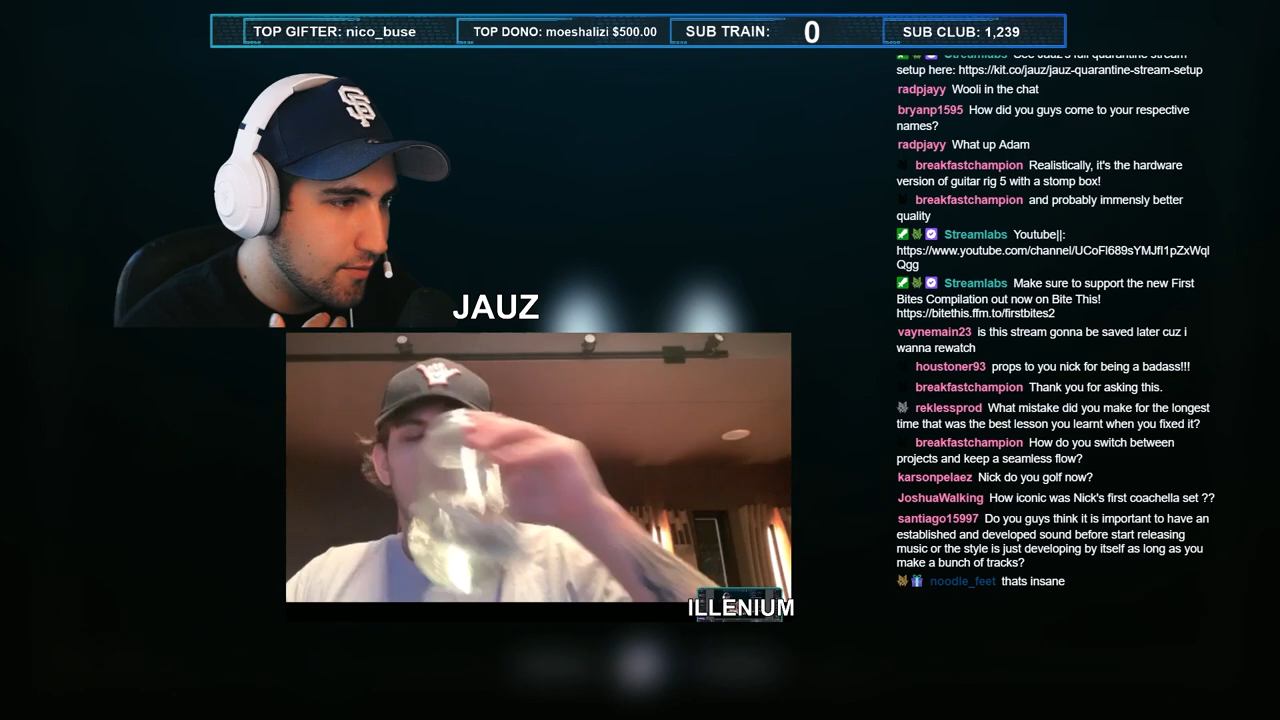 TOP GIFTER: nico_buse
TOP DONO: moeshalizi $500.00
SUB TRAIN:
0
SUB CLUB: 1,239
SF
JAUZ
ILLENIUM
Streamlabs See Jauz's full quarantine stream
setup here: https://kit.co/jauz/jauz-quarantine-stream-setup
radpjayy Wooli in the chat
bryanp1595 How did you guys come to your respective
names?
radpjayy What up Adam
breakfastchampion Realistically, it's the hardware
version of guitar rig 5 with a stomp box!
breakfastchampion and probably immensely better
quality
Streamlabs Youtube||:
https://www.youtube.com/channel/UCoFl689sYMJfI1pZxWql
Qgg
Streamlabs Make sure to support the new First
Bites Compilation out now on Bite This!
https://bitethis.ffm.to/firstbites2
vaynemain23 is this stream gonna be saved later cuz i
wanna rewatch
houstoner93 props to you nick for being a badass!!!
breakfastchampion Thank you for asking this.
reklessprod What mistake did you make for the longest
time that was the best lesson you learnt when you fixed it?
breakfastchampion How do you switch between
projects and keep a seamless flow?
karsonpelaez Nick do you golf now?
JoshuaWalking How iconic was Nick's first coachella set ??
santiago15997 Do you guys think it is important to have an
established and developed sound before start releasing
music or the style is just developing by itself as long as you
make a bunch of tracks?
noodle_feet thats insane